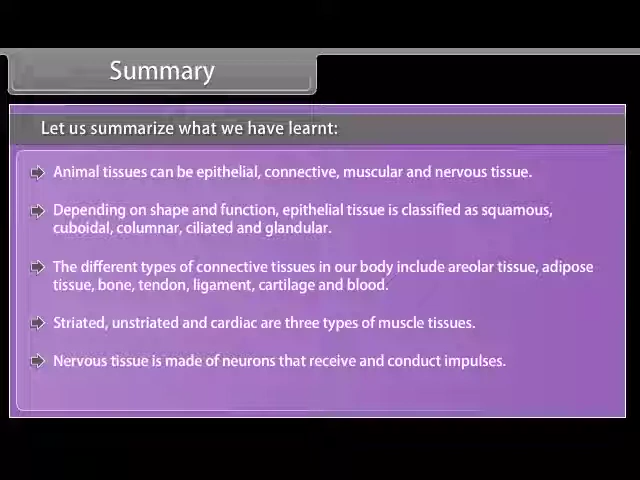 Summary
Let us summarize what we have learnt:
Animal tissues can be epithelial, connective, muscular and nervous tissue.
Depending on shape and function, epithelial tissue is classified as squamous,
cuboidal, columnar, ciliated and glandular.
The different types of connective tissues in our body include areolar tissue, adipose
tissue, bone, tendon, ligament, cartilage and blood.
Striated, unstriated and cardiac are three types of muscle tissues.
Nervous tissue is made of neurons that receive and conduct impulses.